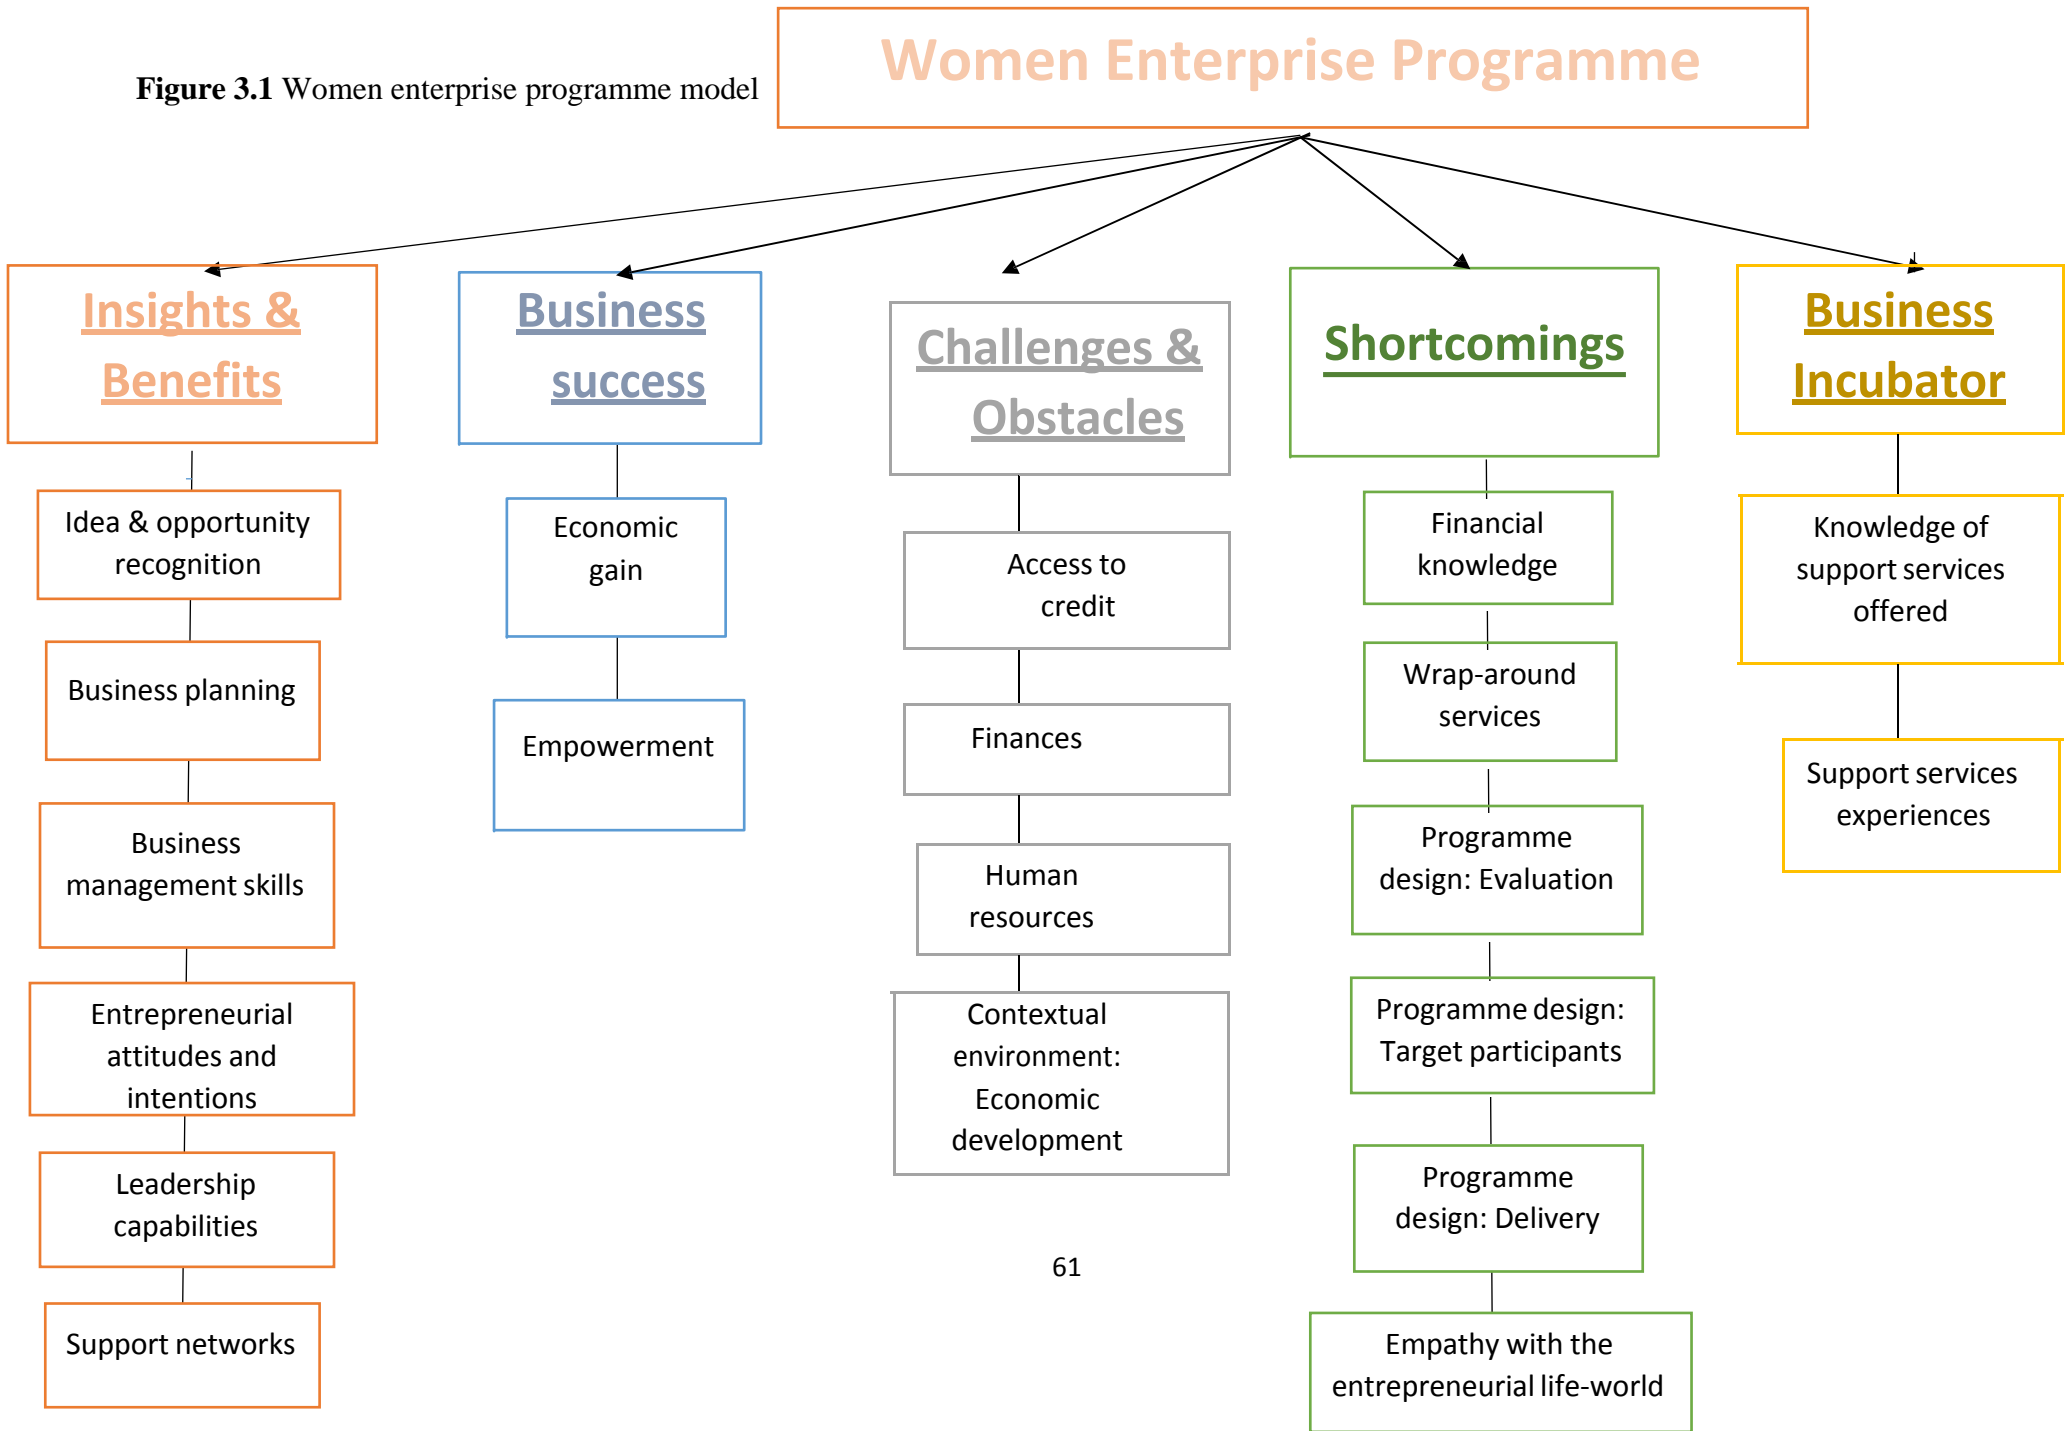 Women Enterprise Programme
Figure 3.1 Women enterprise programme model
Insights &
Benefits
Idea & opportunity
recognition
Business planning
Business
management skills
Entrepreneurial
attitudes and
intentions
Leadership
capabilities
Support networks
Business
success
Economic
gain
Empowerment
Challenges &
Obstacles
Access to
credit
Finances
Human
resources
Contextual
environment:
Economic
development
Shortcomings
Financial
knowledge
Wrap-around
services
Programme
design: Evaluation
Programme design:
Target participants
Programme
design: Delivery
Empathy with the
entrepreneurial life-world
Business
Incubator
Knowledge of
support services
offered
Support services
experiences
61